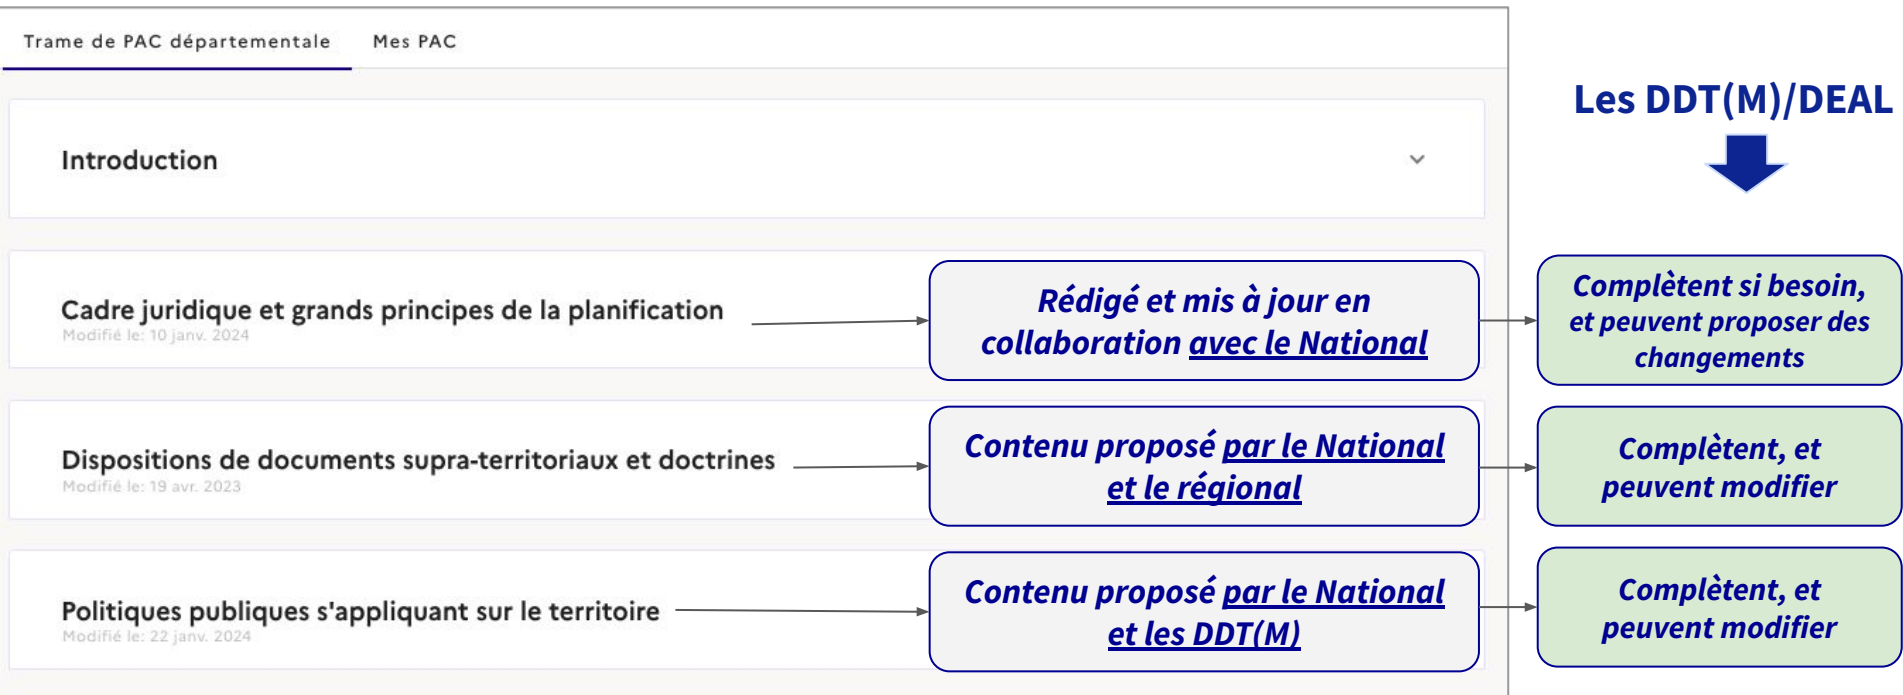 Trame de PAC départementale
Mes PAC
Les DDT(M)/DEAL
Introduction
Cadre juridique et grands principes de la planification
Modifié le: 10 janv. 2024
Rédigé et mis à jour en
collaboration avec le National
Complètent si besoin,
et peuvent proposer des
changements
Dispositions de documents supra-territoriaux et doctrines
Modifié le: 19 avr. 2023
Contenu proposé par le National
et le régional
Complètent, et
peuvent modifier
Politiques publiques s'appliquant sur le territoire
Modifié le: 22 janv. 2024
Contenu proposé par le National
et les DDT(M)
Complètent, et
peuvent modifier